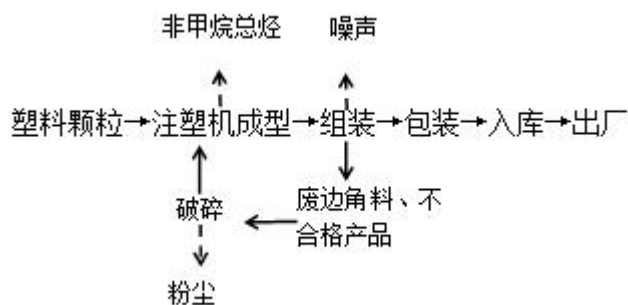 非甲烷总烃 噪声
塑料颗粒→注塑机成型→组装→包装→入库→出厂
破碎
废边角料、不
合格产品
粉尘